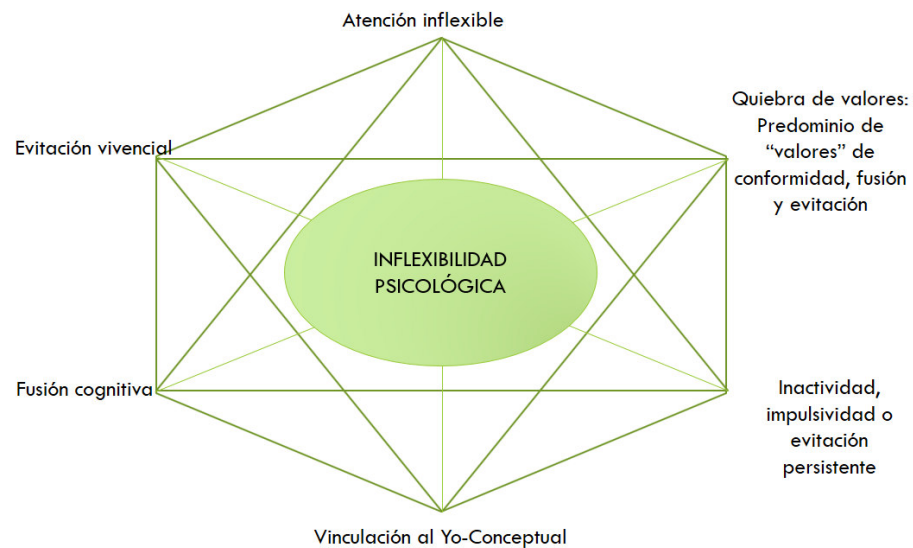 Atención inflexible
Evitación vivencial
Quiebra de valores:
Predominio de
“valores” de
conformidad, fusión
y evitación
INFLEXIBILIDAD
PSICOLÓGICA
Fusión cognitiva
Inactividad,
impulsividad o
evitación
persistente
Vinculación al Yo-Conceptual